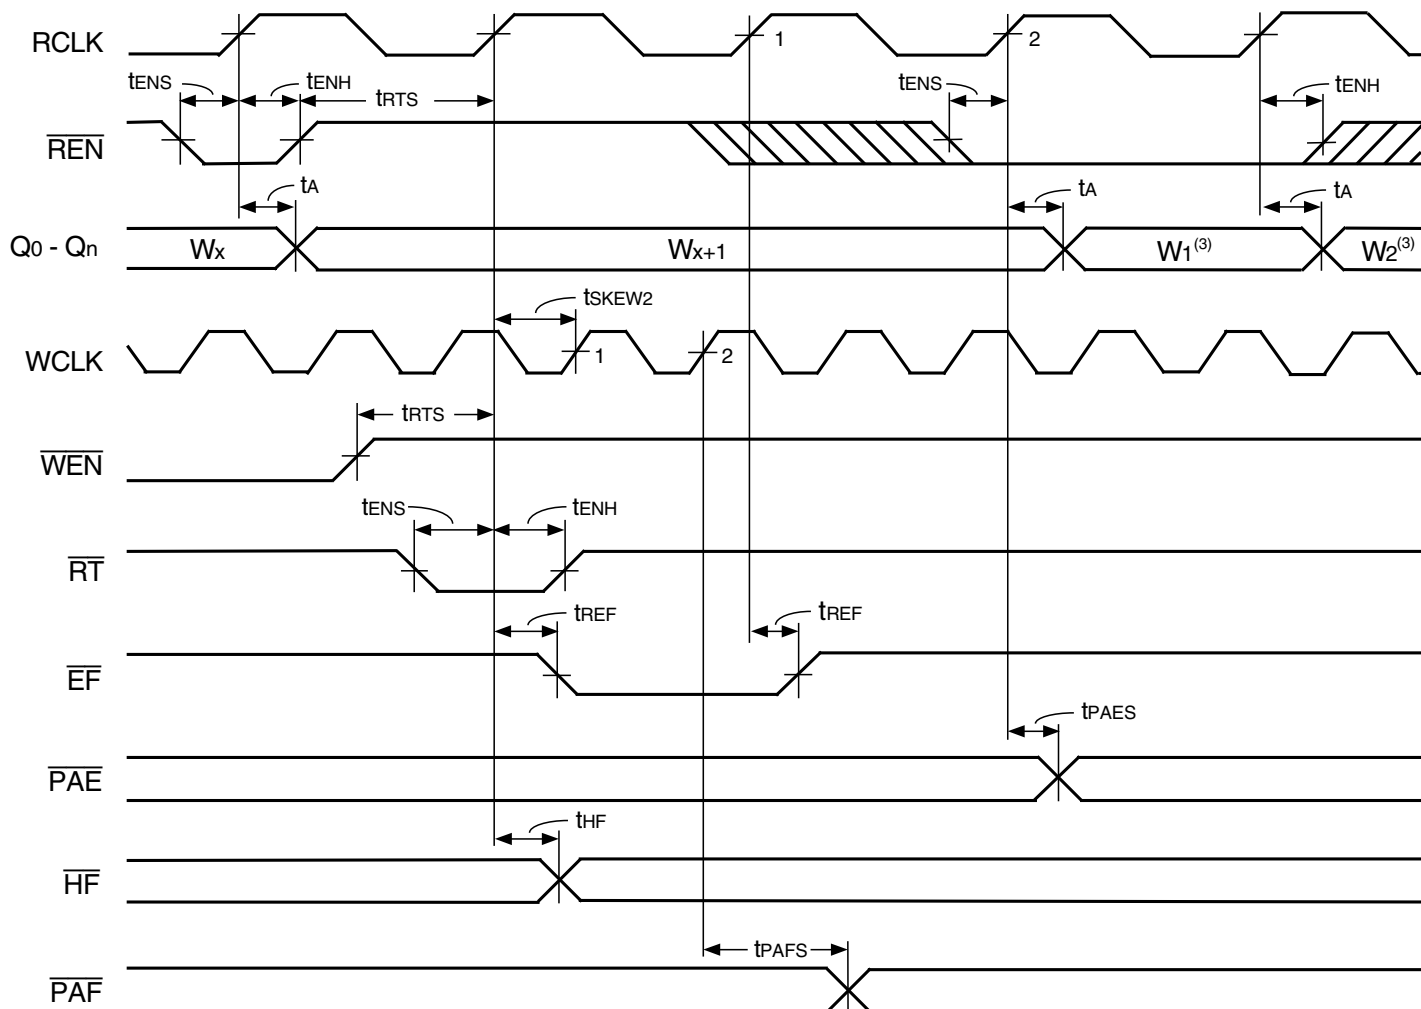 RCLK
1
2
tENS
tENH
tRTS
tENS
tENH
REN
tA
tA
tA
Q0 - Qn
Wx
Wx+1
W1(3)
W2(3)
tSKEW2
WCLK
1
2
tRTS
WEN
tENS
tENH
RT
tREF
tREF
EF
tPAES
PAE
tHF
HF
tPAFS
PAF